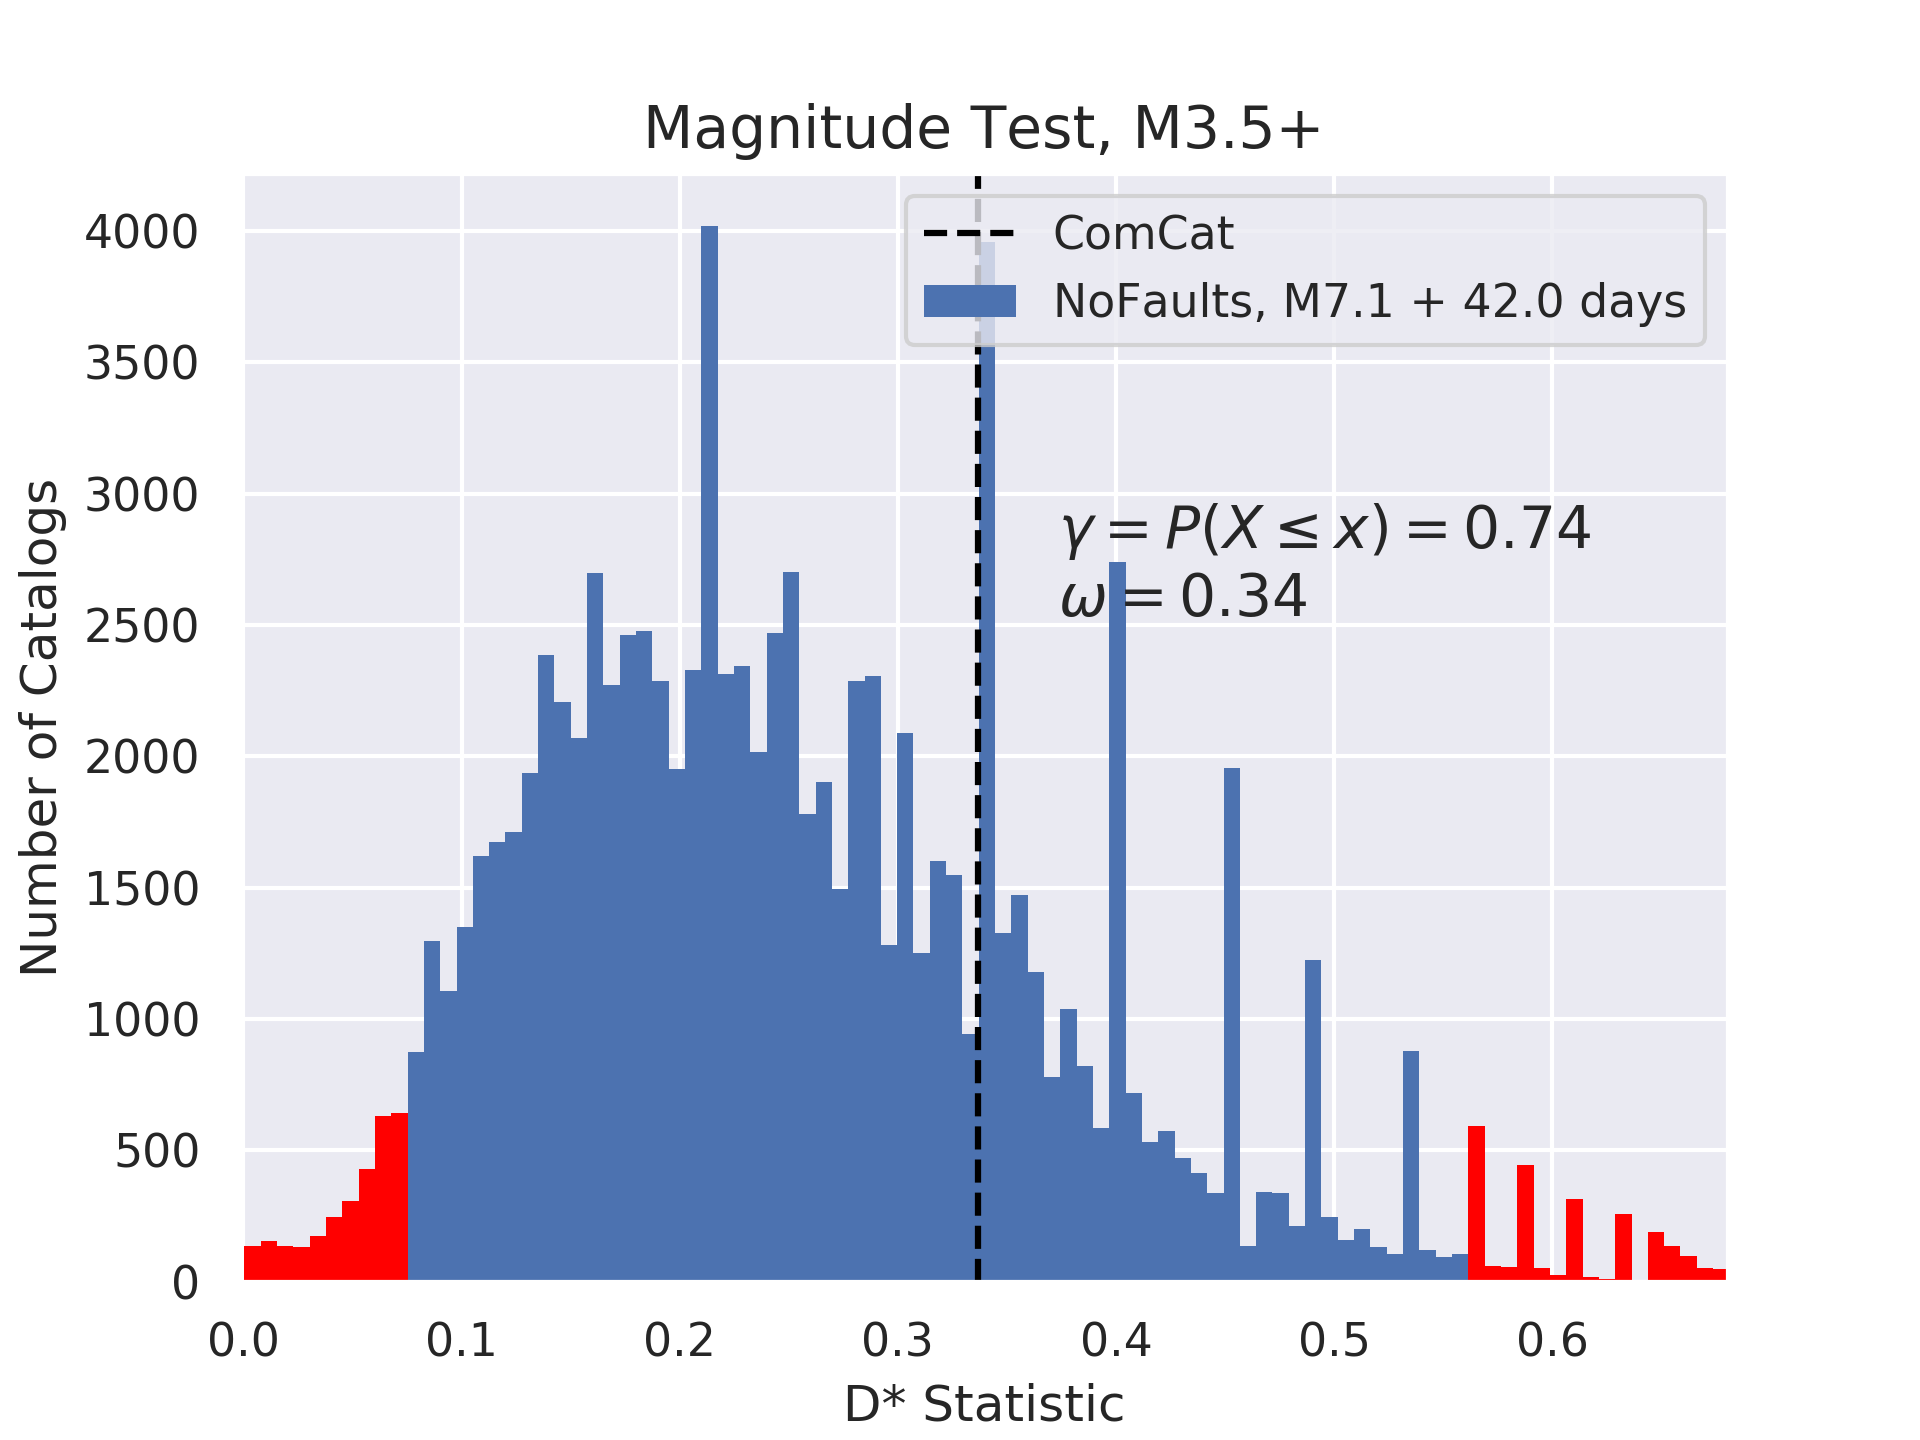 Magnitude Test, M3.5+
ComCat
NoFaults, M7.1 + 42.0 days
γ = P(X ≤ x) = 0.74
ω = 0.34
Number of Catalogs
4000
3500
3000
2500
2000
1500
1000
500
0
0.0 0.1 0.2 0.3 0.4 0.5 0.6
D* Statistic